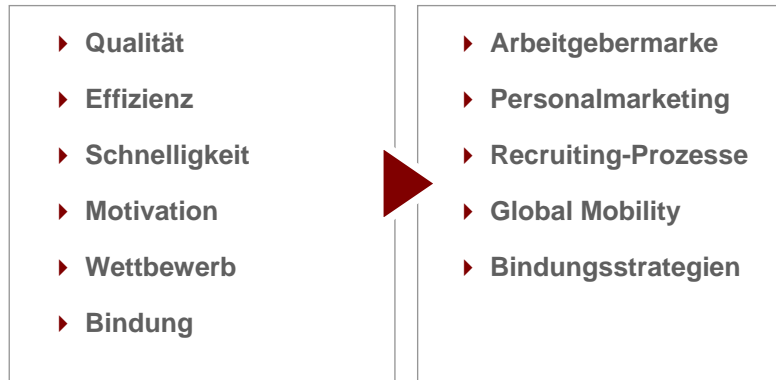 Qualität
Effizienz
Schnelligkeit
Motivation
Wettbewerb
Bindung
Arbeitgebermarke
Personalmarketing
Recruiting-Prozesse
Global Mobility
Bindungsstrategien